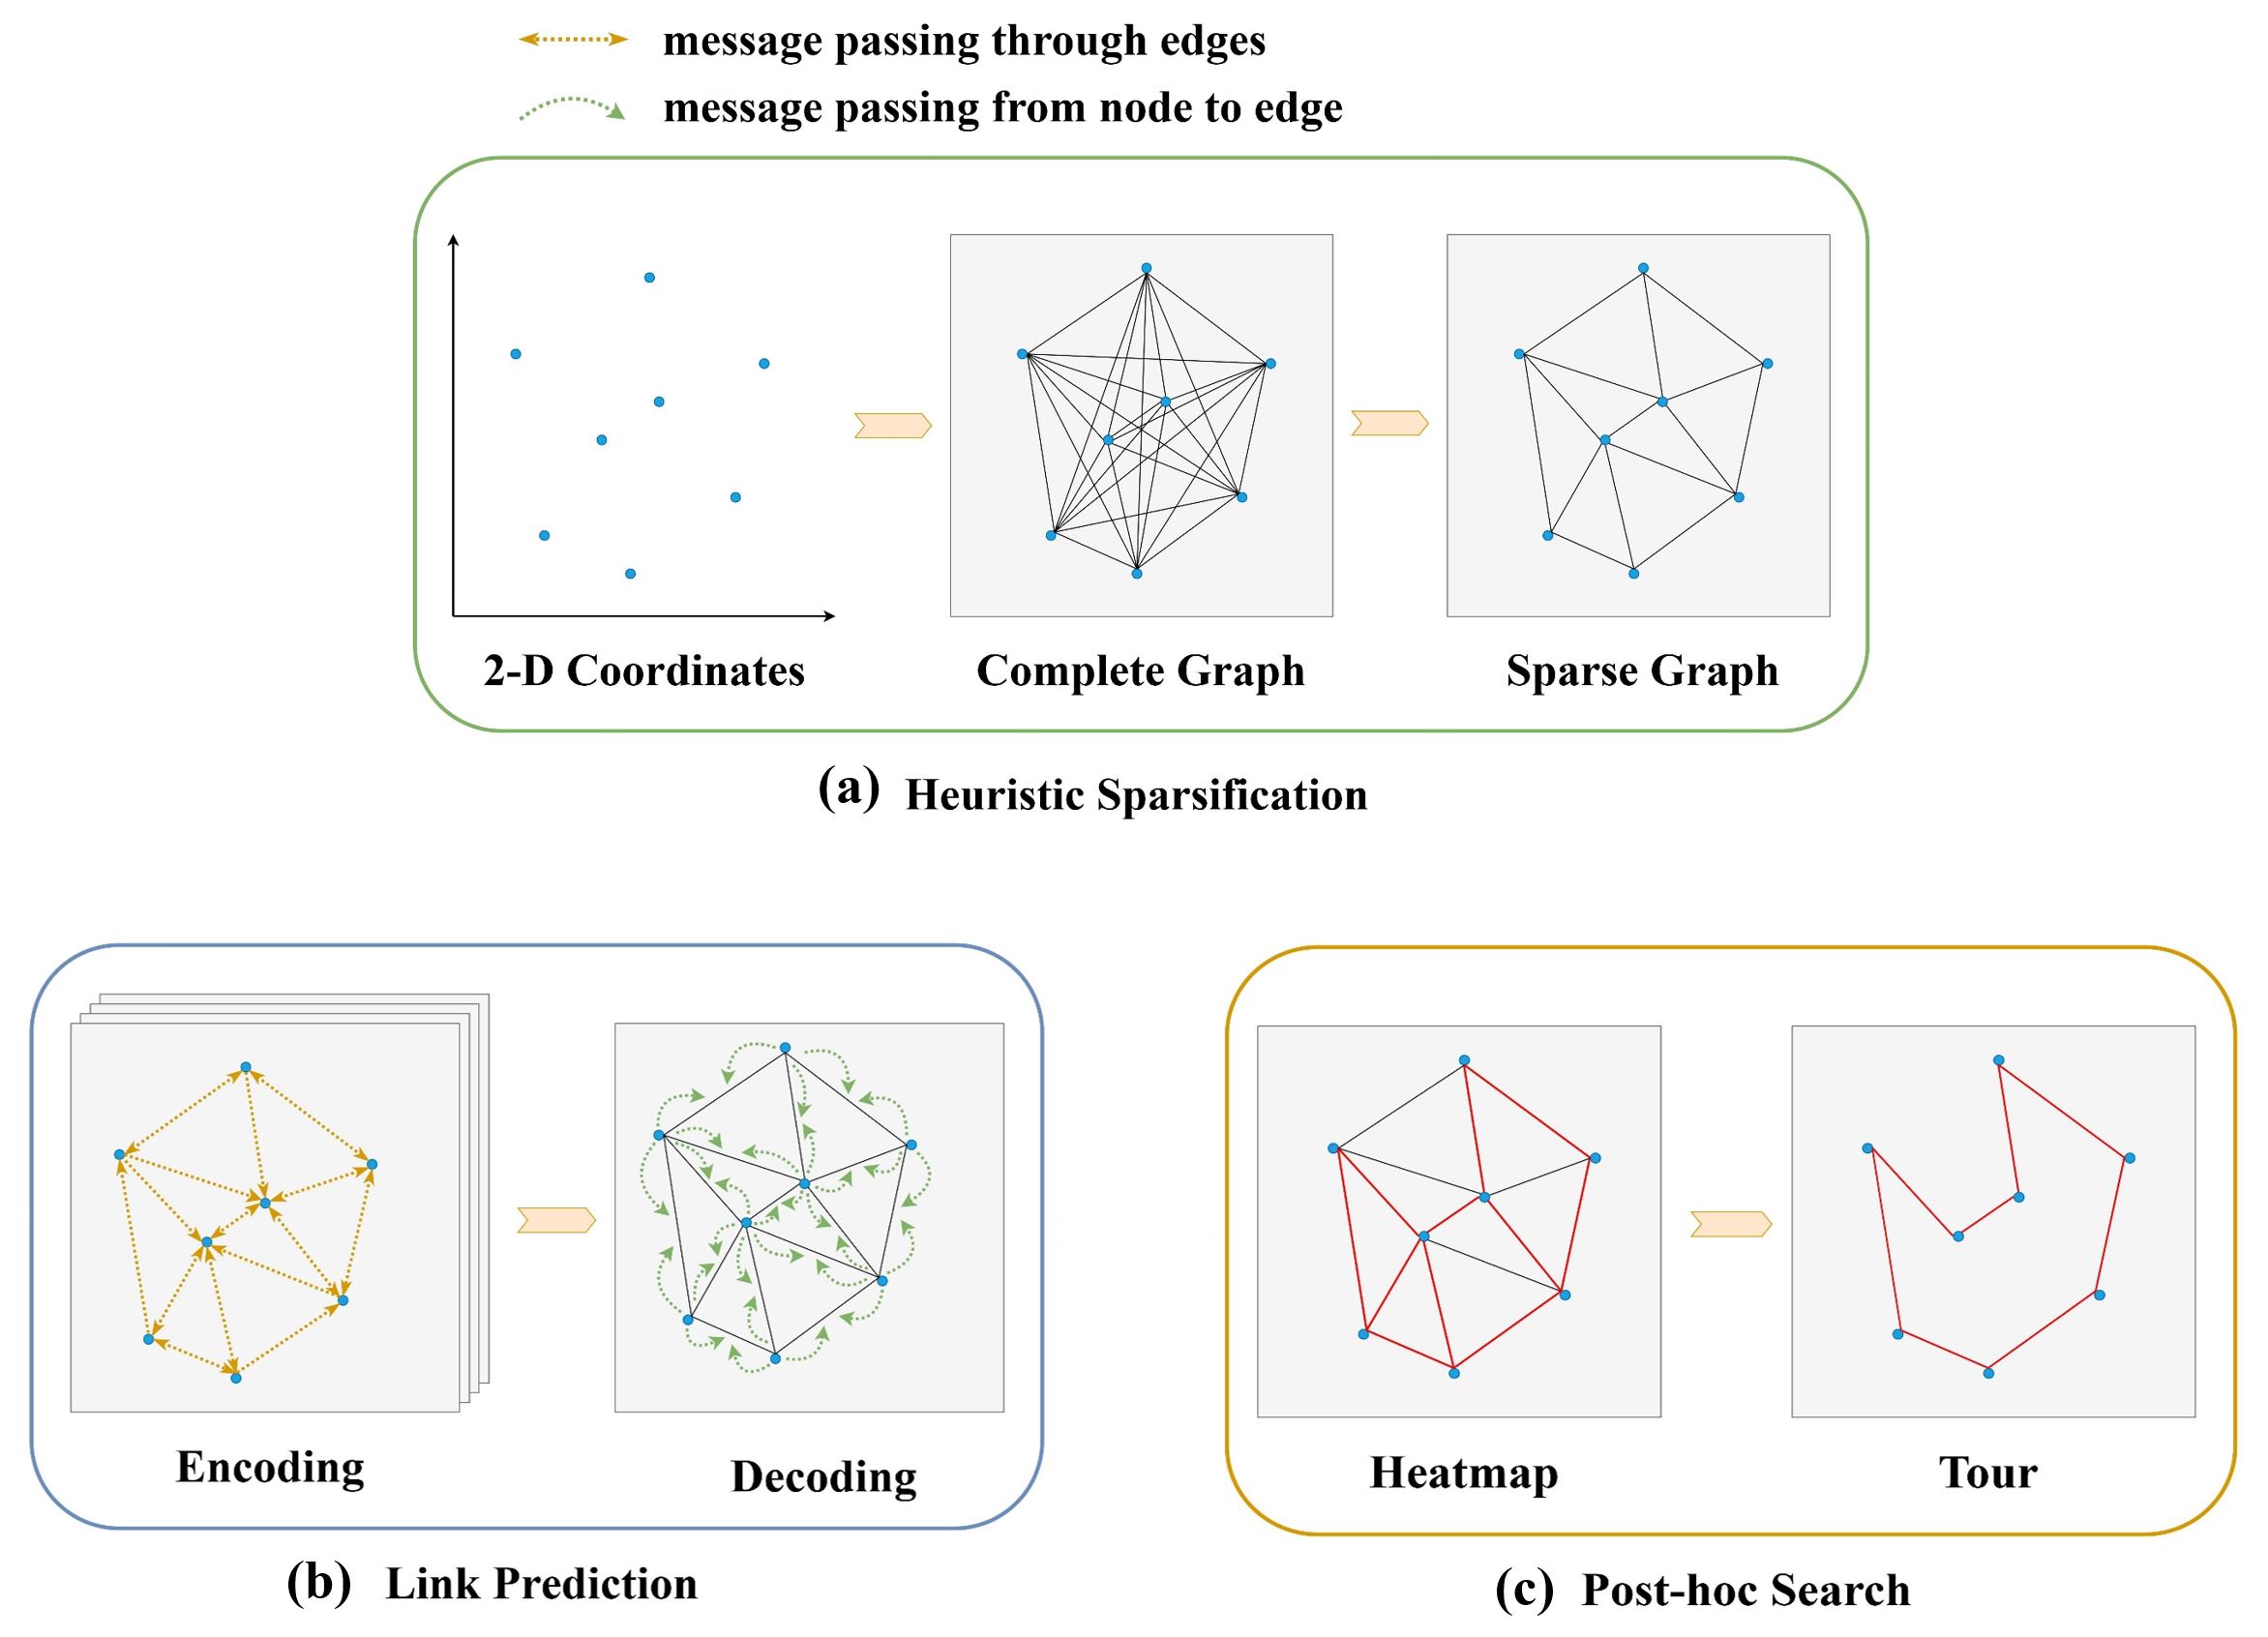 message passing through edges
message passing from node to edge
2-D Coordinates
Complete Graph
Sparse Graph
(a) Heuristic Sparsification
Encoding
Decoding
Heatmap
Tour
(b) Link Prediction
(c) Post-hoc Search